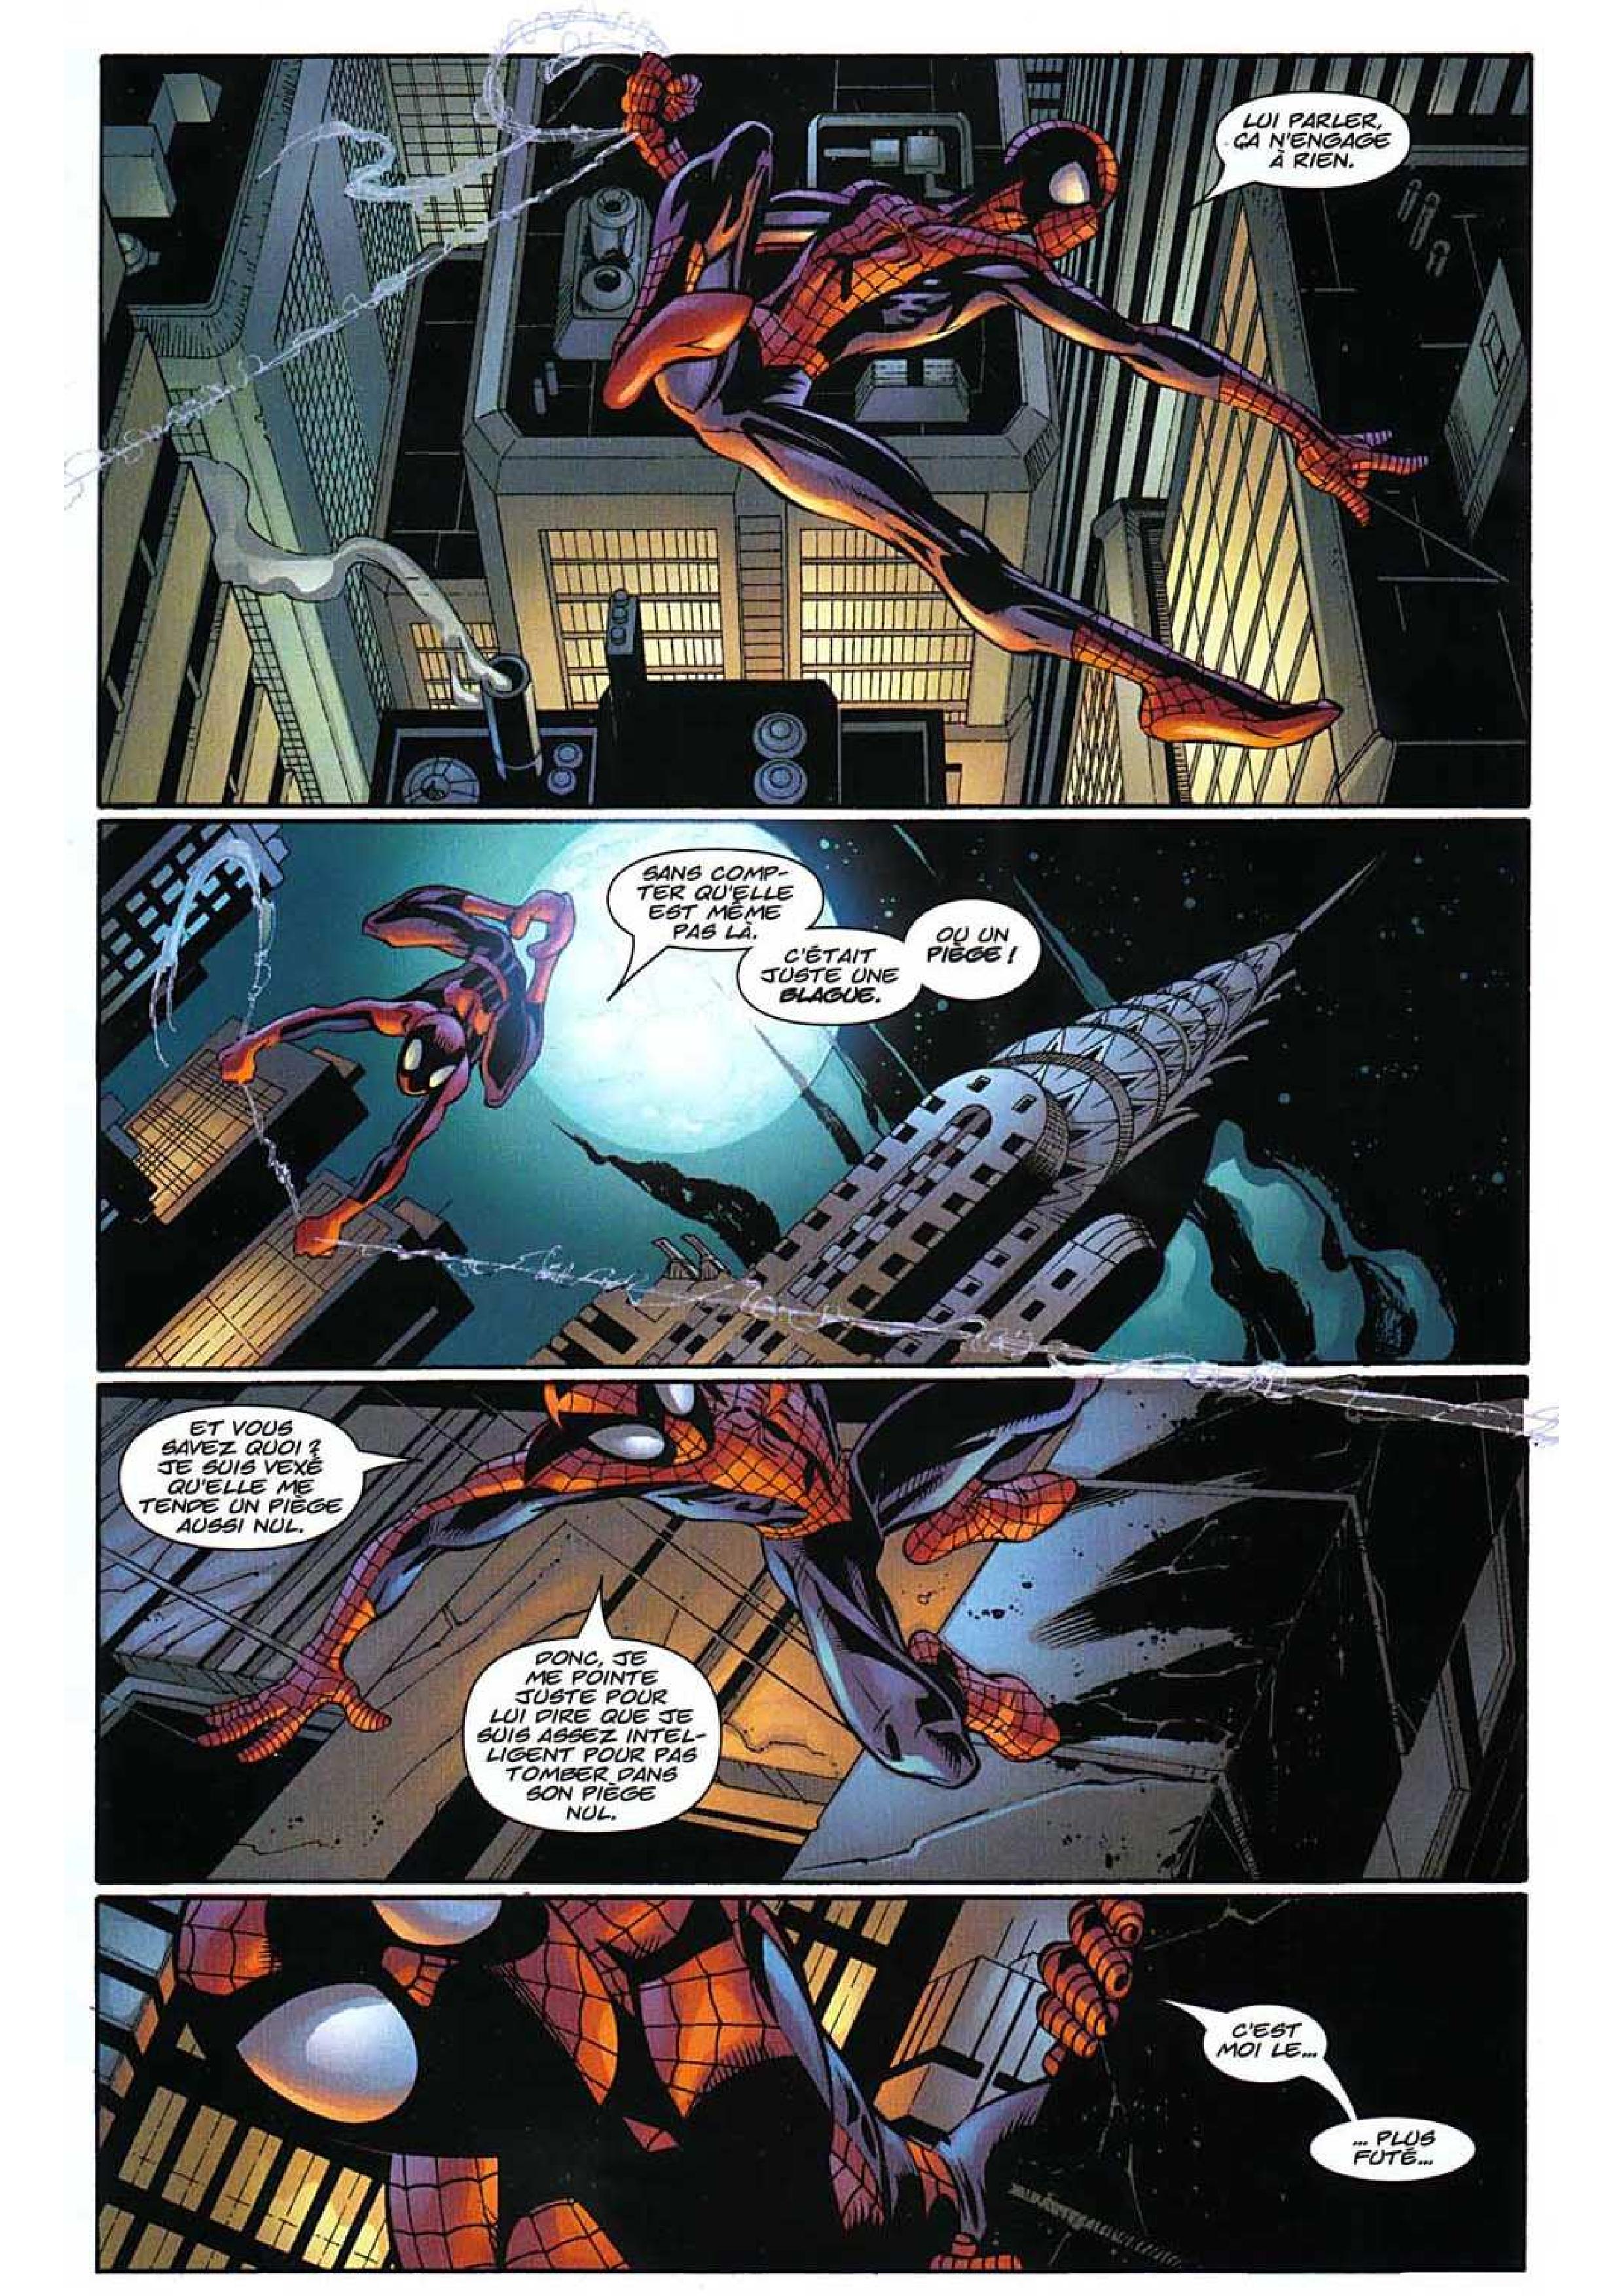 LUI PARLER,
ÇA N'ENGAGE
À RIEN.
SANS COMP-
TER QU'ELLE
EST MÊME
PAS LÀ.
C'ÉTAIT
JUSTE UNE
BLAGUE.
OU UN
PIÈGE !
ET VOUS
SAVEZ QUOI ?
JE SUIS VEXÉ
QU'ELLE ME
TENDE UN PIÈGE
AUSSI NUL.
DONC, JE
ME POINTE
JUSTE POUR
LUI DIRE QUE JE
SUIS ASSEZ INTEL-
LIGENT POUR PAS
TOMBER DANS
SON PIÈGE
NUL.
C'EST
MOI LE...
... PLUS
FUTÉ...